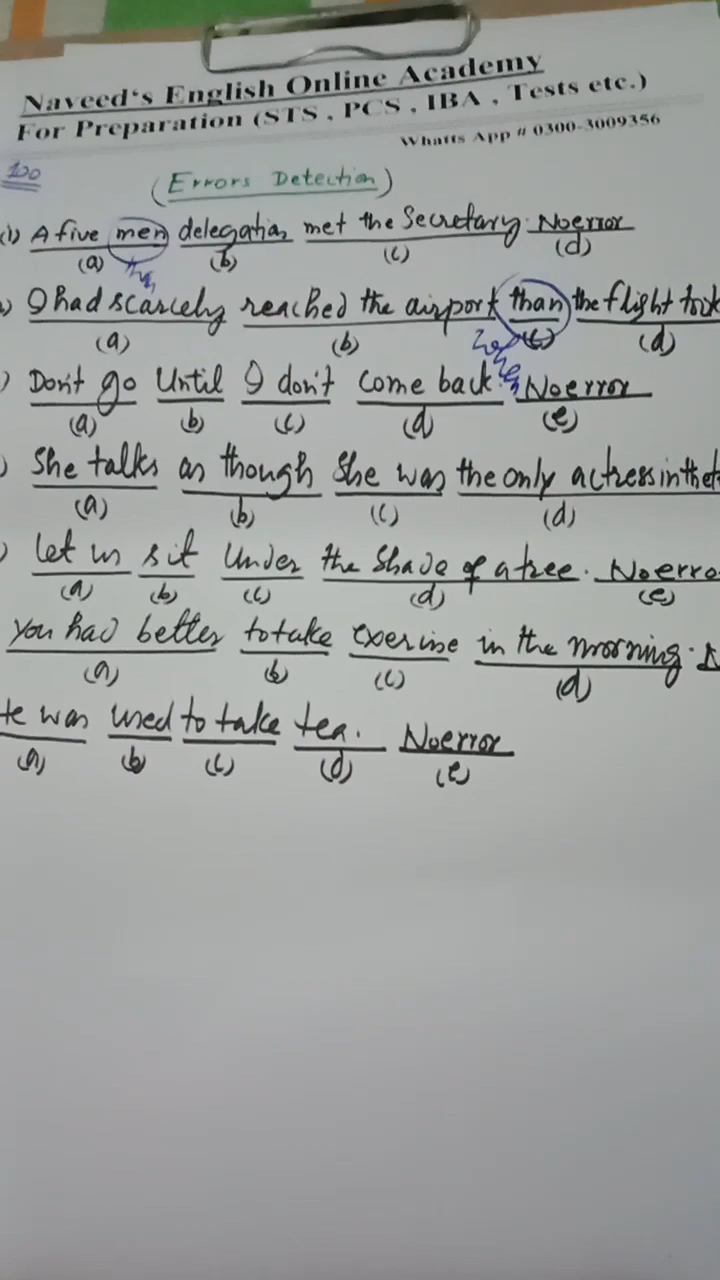 Naveed's English Online Academy
For Preparation (STS , PCS , IBA , Tests etc.)
Whatts App # 0300-3009356
100
(Errors Detection)
(1) A five men delegation met the Secretary. No error
(a) (b) (c) (d)
) I had scarcely reached the airport than the flight took
(a) (b) (c) (d)
) Don't go Until I don't come back. No error
(a) (b) (c) (d) (e)
) She talks as though She was the only actress in the
(a) (b) (c) (d)
) Let us sit Under the Shade of a tree. No erro
(a) (b) (c) (d) (e)
You had better to take exercise in the morning.
(a) (b) (c) (d)
He was used to take tea. No error
(a) (b) (c) (d) (e)